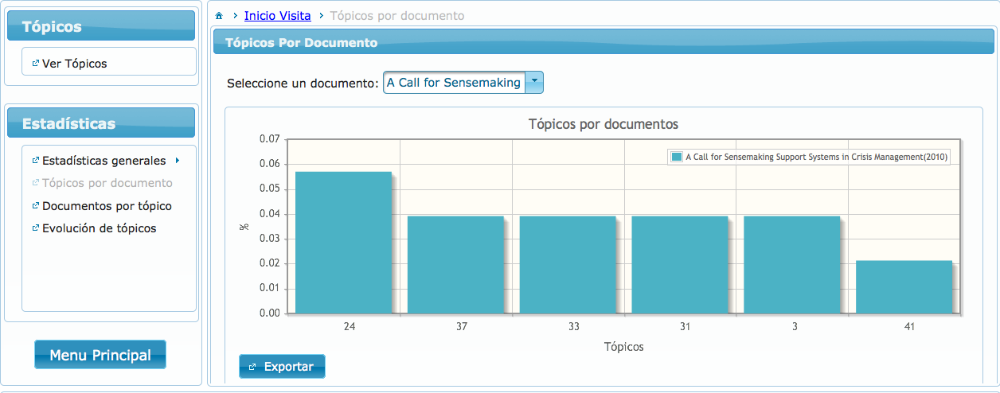 Tópicos
Ver Tópicos
Estadísticas
Estadísticas generales
Tópicos por documento
Documentos por tópico
Evolución de tópicos
Menu Principal
Inicio Visita
Tópicos por documento
Tópicos Por Documento
Seleccione un documento: A Call for Sensemaking
Tópicos por documentos
A Call for Sensemaking Support Systems in Crisis Management(2010)
%
0.07
0.06
0.05
0.04
0.03
0.02
0.01
0.00
24 37 33 31 3 41
Tópicos
Exportar